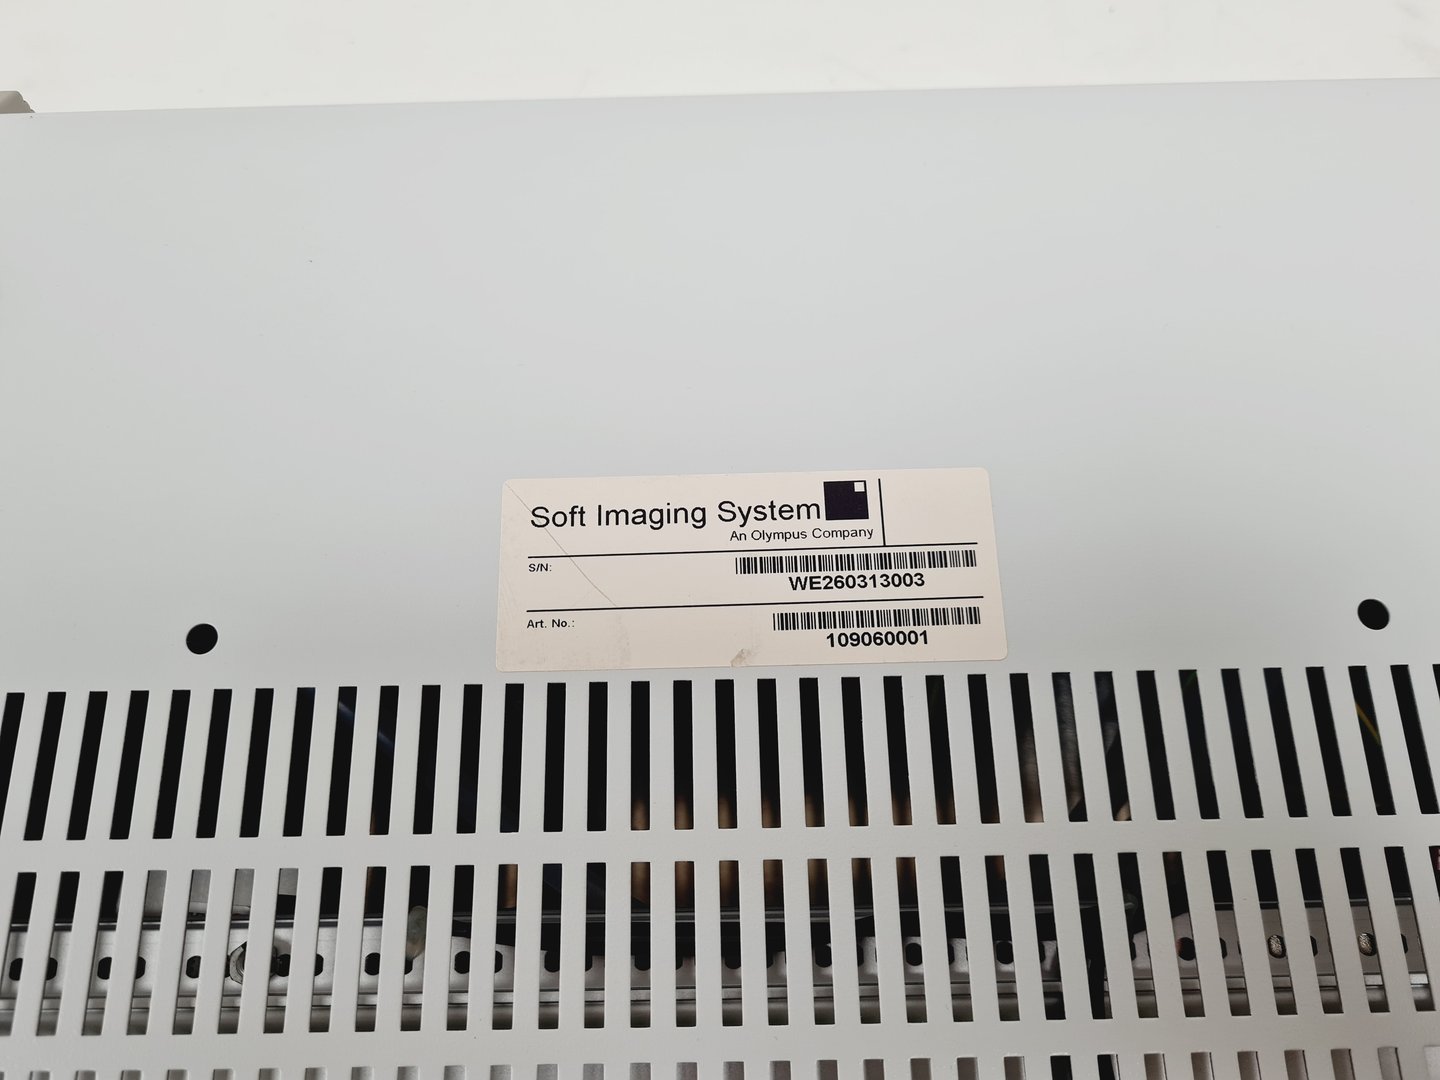 Soft Imaging System
An Olympus Company
S/N:
WE260313003
Art. No.:
109060001